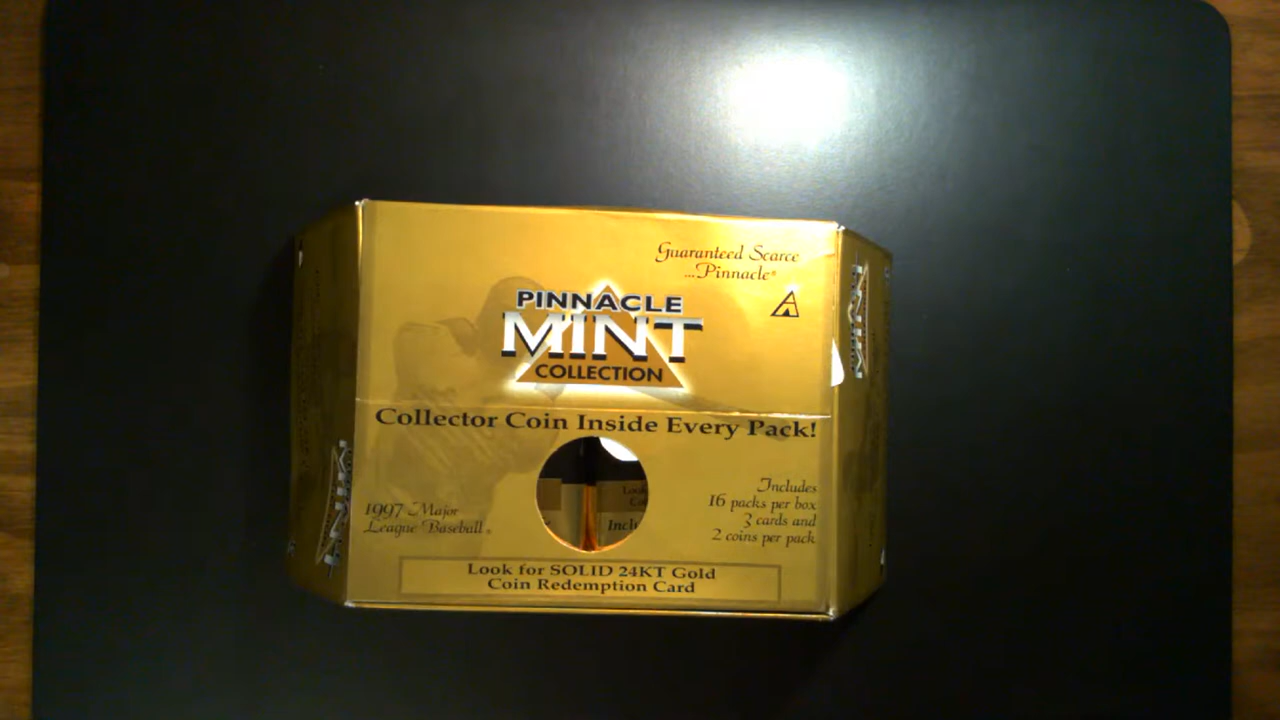 Guaranteed Scarce
...Pinnacle®
PINNACLE
MINT
COLLECTION
Collector Coin Inside Every Pack!
1997 Major
League Baseball®
Includes
16 packs per box
3 cards and
2 coins per pack
Look for SOLID 24KT Gold
Coin Redemption Card